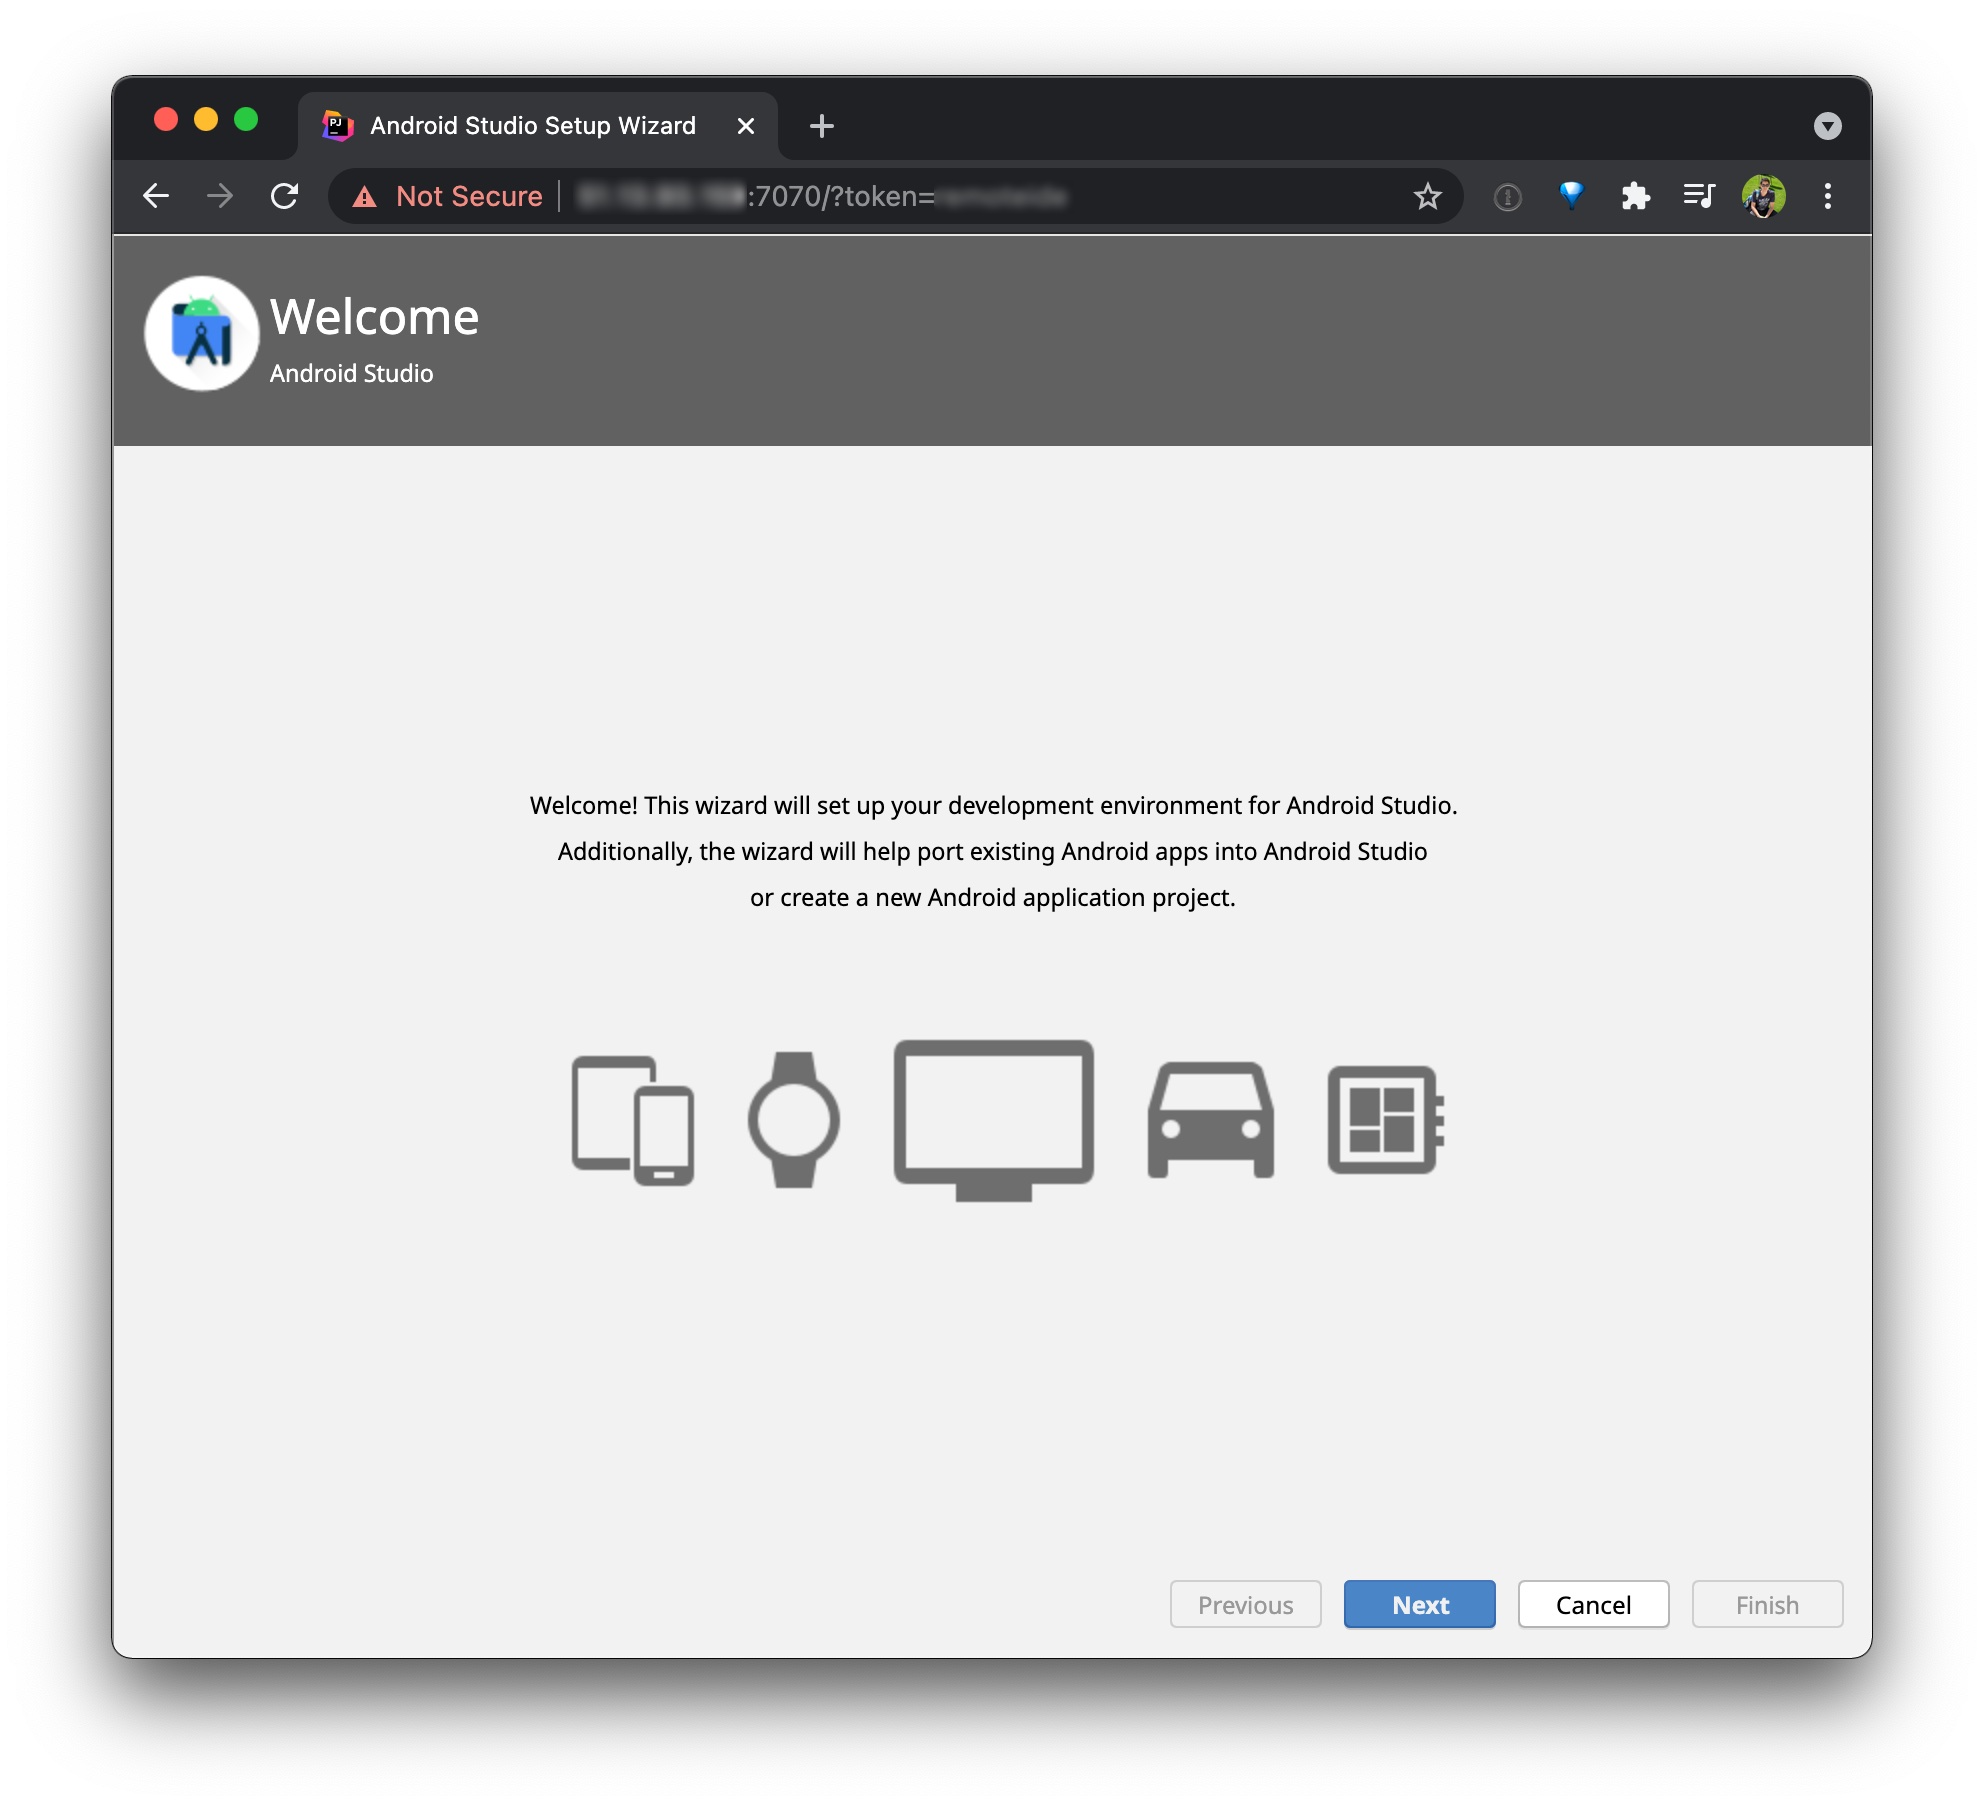 PJ
Android Studio Setup Wizard
Not Secure
:7070/?token=
Welcome
Android Studio
Welcome! This wizard will set up your development environment for Android Studio.
Additionally, the wizard will help port existing Android apps into Android Studio
or create a new Android application project.
Previous
Next
Cancel
Finish